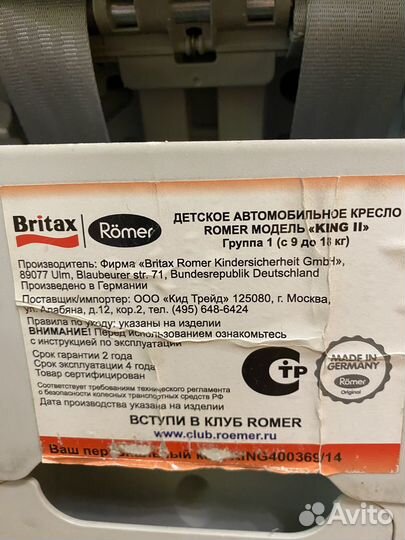 Britax Römer
ДЕТСКОЕ АВТОМОБИЛЬНОЕ КРЕСЛО
ROMER МОДЕЛЬ «KING II»
Группа 1 (с 9 до 18 кг)
Производитель: Фирма «Britax Romer Kindersicherheit GmbH»,
89077 Ulm, Blaubeurer str. 71, Bundesrepublik Deutschland
Произведено в Германии
Поставщик/импортер: ООО «Кид Трейд» 125080, г. Москва,
ул. Алабяна, д.12, кор.2, тел. (495) 648-6424
Правила по уходу: указаны на изделии
ВНИМАНИЕ! Перед использованием ознакомьтесь
с инструкцией по эксплуатации
Срок гарантии 2 года
Срок эксплуатации 4 года
Товар сертифицирован
Соответствует требованиям технического регламента
о безопасности колесных транспортных средств РФ
Дата производства указана на изделии
СТР
MADE IN
GERMANY
Römer
Original
ВСТУПИ В КЛУБ ROMER
www.club.roemer.ru
Ваш KING400369/14
Avito